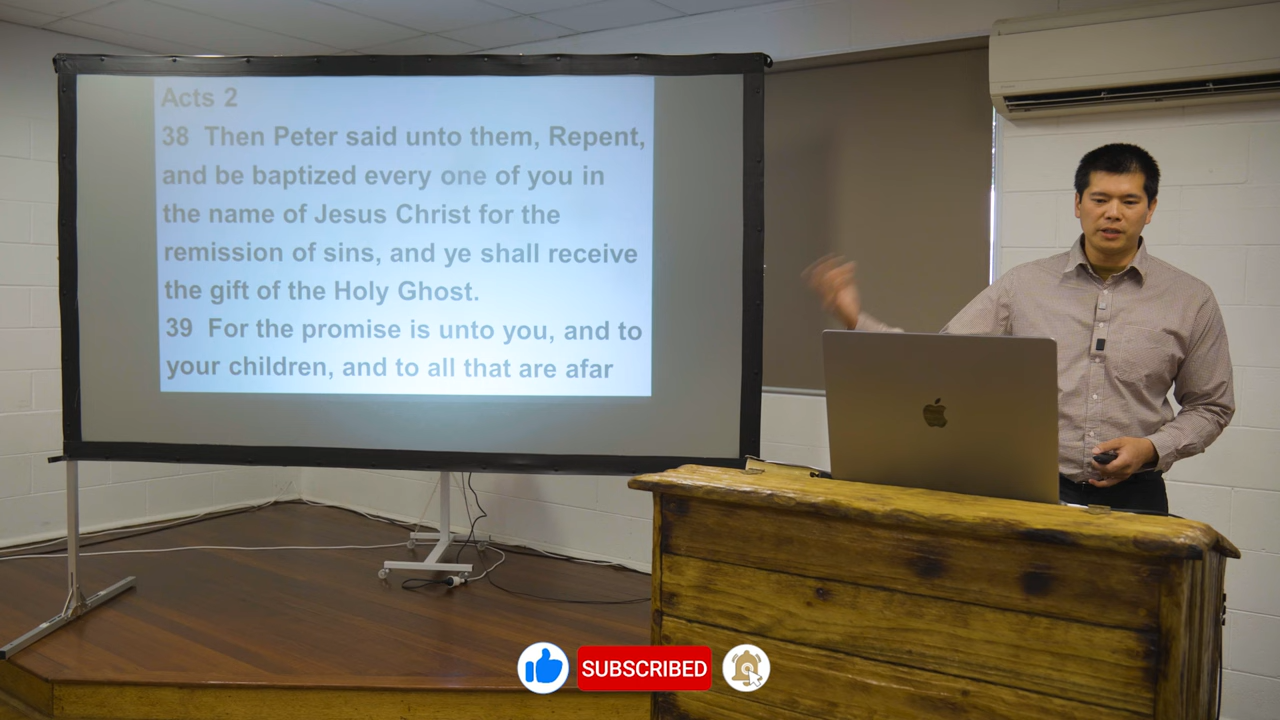 Acts 2
38 Then Peter said unto them, Repent,
and be baptized every one of you in
the name of Jesus Christ for the
remission of sins, and ye shall receive
the gift of the Holy Ghost.
39 For the promise is unto you, and to
your children, and to all that are afar
SUBSCRIBED